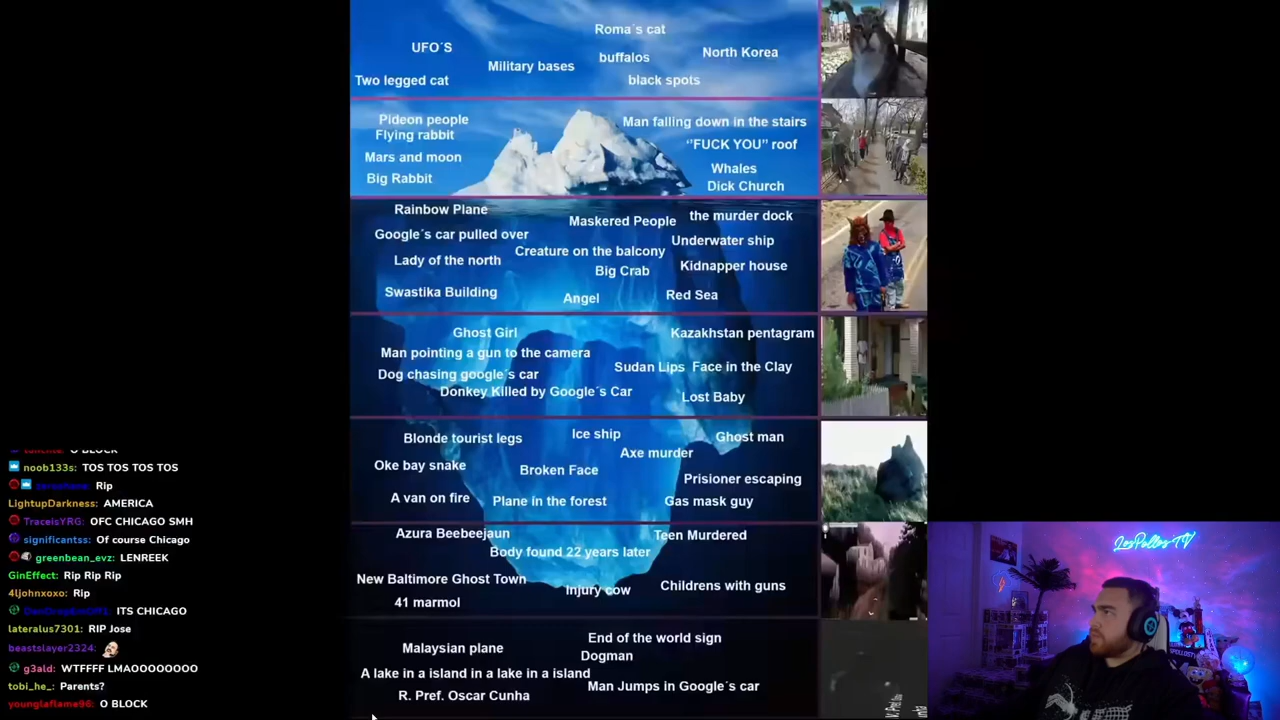 Roma´s cat
UFO´S
buffalos
North Korea
Military bases
Two legged cat
black spots
Pideon people
Man falling down in the stairs
Flying rabbit
"FUCK YOU" roof
Mars and moon
Whales
Big Rabbit
Dick Church
Rainbow Plane
Maskered People
the murder dock
Google´s car pulled over
Underwater ship
Creature on the balcony
Lady of the north
Big Crab
Kidnapper house
Swastika Building
Angel
Red Sea
Ghost Girl
Kazakhstan pentagram
Man pointing a gun to the camera
Sudan Lips
Face in the Clay
Dog chasing google´s car
Donkey Killed by Google´s Car
Lost Baby
Blonde tourist legs
Ice ship
Ghost man
Axe murder
Oke bay snake
Broken Face
Prisioner escaping
A van on fire
Plane in the forest
Gas mask guy
Azura Beebeejaun
Teen Murdered
Body found 22 years later
New Baltimore Ghost Town
Injury cow
Childrens with guns
41 marmol
End of the world sign
Malaysian plane
Dogman
A lake in a island in a lake in a island
Man Jumps in Google´s car
R. Pref. Oscar Cunha
O BLOCK
noob133s: TOS TOS TOS TOS
Rip
LightupDarkness: AMERICA
TraceisYRG: OFC CHICAGO SMH
significantss: Of course Chicago
greenbean_evz: LENREEK
GinEffect: Rip Rip Rip
4ljohnxoxo: Rip
ITS CHICAGO
lateralus7301: RIP Jose
beastslayer2324:
g3ald: WTFFFF LMAOOOOOOOO
tobi_he_: Parents?
younglaflame96: O BLOCK
LosPollosTV